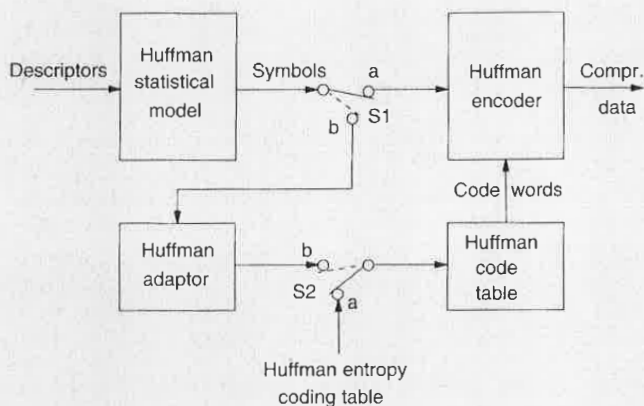 Descriptors
Huffman
statistical
model
Symbols
a
b
S1
Huffman
encoder
Compr.
data
Code words
Huffman
adaptor
b
S2
a
Huffman
code
table
Huffman entropy
coding table